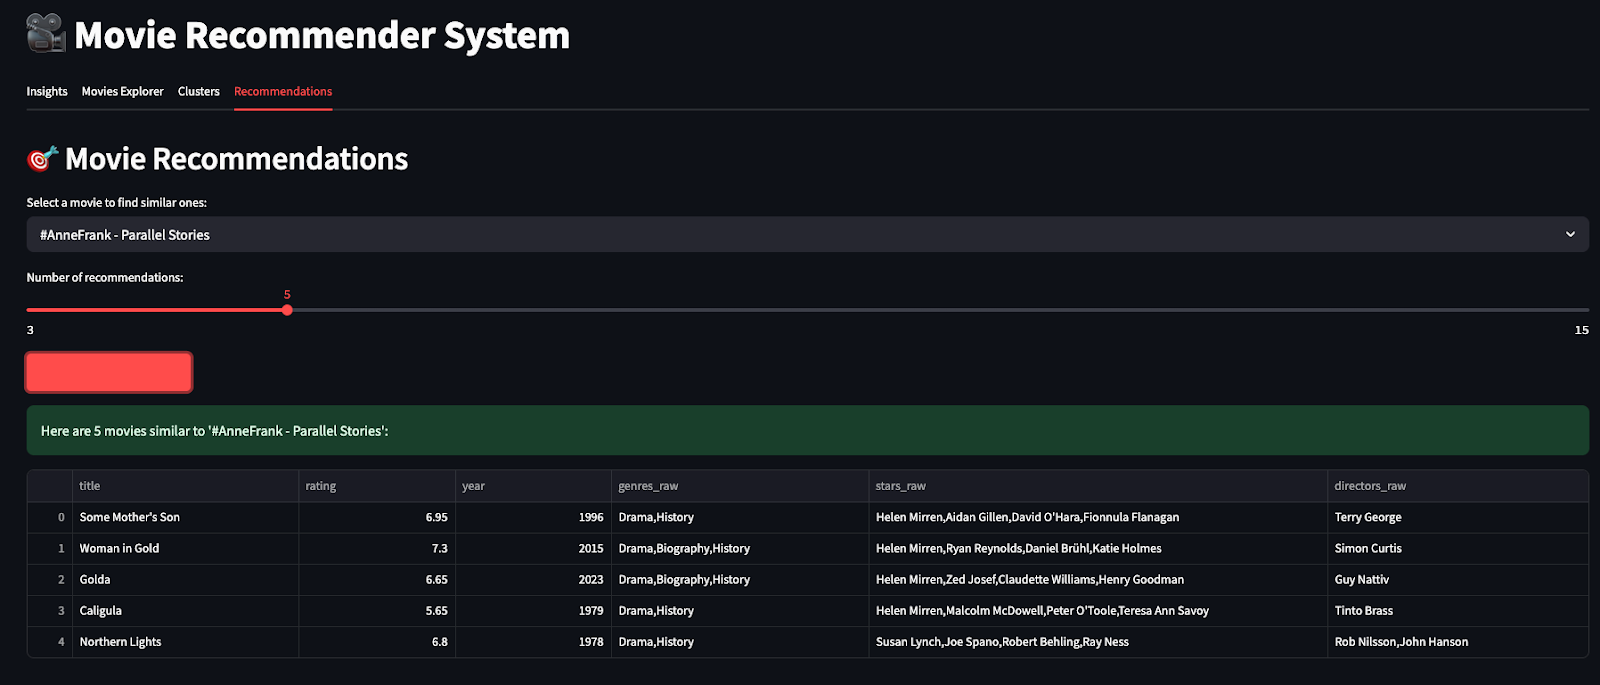 Movie Recommender System
Insights Movies Explorer Clusters Recommendations
Movie Recommendations
Select a movie to find similar ones:
#AnneFrank - Parallel Stories
Number of recommendations:
5
3 15
Here are 5 movies similar to '#AnneFrank - Parallel Stories':
title rating year genres_raw stars_raw directors_raw
0 Some Mother's Son 6.95 1996 Drama,History Helen Mirren,Aidan Gillen,David O'Hara,Fionnula Flanagan Terry George
1 Woman in Gold 7.3 2015 Drama,Biography,History Helen Mirren,Ryan Reynolds,Daniel Brühl,Katie Holmes Simon Curtis
2 Golda 6.65 2023 Drama,Biography,History Helen Mirren,Zed Josef,Claudette Williams,Henry Goodman Guy Nattiv
3 Caligula 5.65 1979 Drama,History Helen Mirren,Malcolm McDowell,Peter O'Toole,Teresa Ann Savoy Tinto Brass
4 Northern Lights 6.8 1978 Drama,History Susan Lynch,Joe Spano,Robert Behling,Ray Ness Rob Nilsson,John Hanson